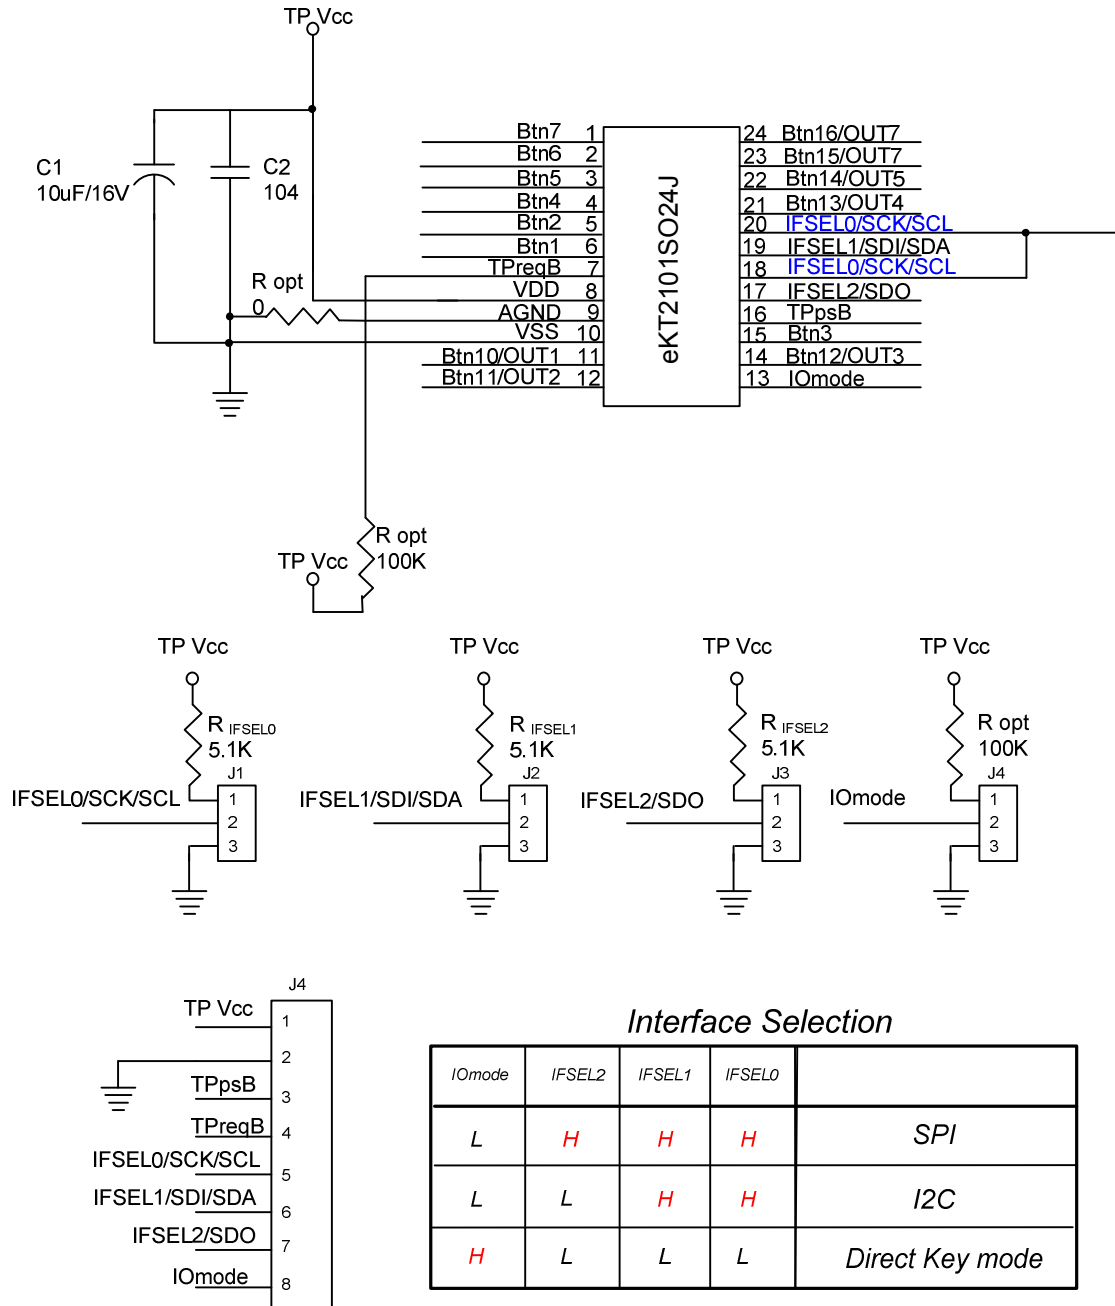 TP Vcc
C1
10uF/16V
C2
104
R opt
0
Btn7 1
Btn6 2
Btn5 3
Btn4 4
Btn2 5
Btn1 6
TPreqB 7
VDD 8
AGND 9
VSS 10
Btn10/OUT1 11
Btn11/OUT2 12
eKT2101SO24J
24 Btn16/OUT7
23 Btn15/OUT7
22 Btn14/OUT5
21 Btn13/OUT4
20 IFSEL0/SCK/SCL
19 IFSEL1/SDI/SDA
18 IFSEL0/SCK/SCL
17 IFSEL2/SDO
16 TPpsB
15 Btn3
14 Btn12/OUT3
13 IOmode
R opt
100K
TP Vcc
TP Vcc
R IFSEL0
5.1K
J1
IFSEL0/SCK/SCL
1
2
3
TP Vcc
R IFSEL1
5.1K
J2
IFSEL1/SDI/SDA
1
2
3
TP Vcc
R IFSEL2
5.1K
J3
IFSEL2/SDO
1
2
3
TP Vcc
R opt
100K
J4
IOmode
1
2
3
J4
TP Vcc 1
2
TPpsB 3
TPreqB 4
IFSEL0/SCK/SCL 5
IFSEL1/SDI/SDA 6
IFSEL2/SDO 7
IOmode 8
Interface Selection
IOmode IFSEL2 IFSEL1 IFSEL0
L H H H SPI
L L H H I2C
H L L L Direct Key mode